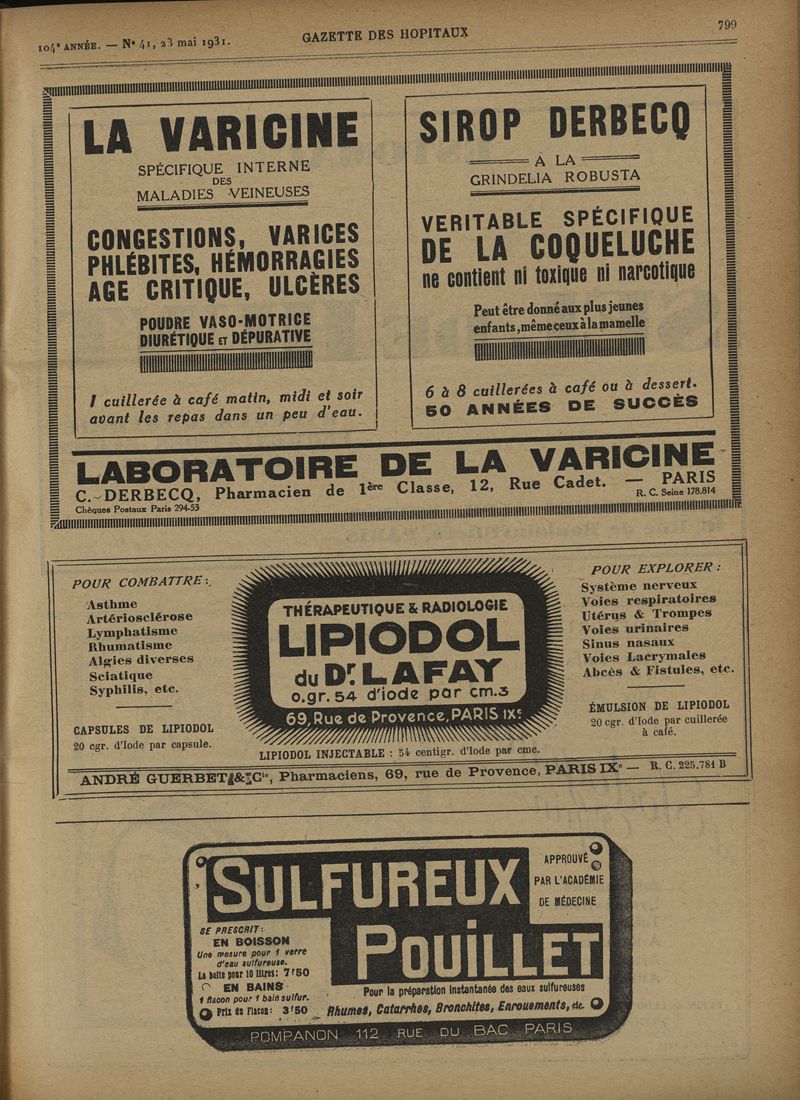 104e ANNÉE. — N° 41, 23 mai 1931.
GAZETTE DES HOPITAUX
799
LA VARICINE
SPÉCIFIQUE INTERNE
DES
MALADIES VEINEUSES
CONGESTIONS, VARICES
PHLÉBITES, HÉMORRAGIES
AGE CRITIQUE, ULCÈRES
POUDRE VASO-MOTRICE
DIURÉTIQUE ET DÉPURATIVE
1 cuillerée à café matin, midi et soir
avant les repas dans un peu d'eau.
SIROP DERBECQ
A LA
GRINDELIA ROBUSTA
VERITABLE SPÉCIFIQUE
DE LA COQUELUCHE
ne contient ni toxique ni narcotique
Peut être donné aux plus jeunes
enfants, même ceux à la mamelle
6 à 8 cuillerées à café ou à dessert.
50 ANNÉES DE SUCCÈS
LABORATOIRE DE LA VARICINE
C. DERBECQ, Pharmacien de 1ère Classe, 12, Rue Cadet. — PARIS
Chèques Postaux Paris 294-53
R. C. Seine 178.814
POUR COMBATTRE :
Asthme
Artériosclérose
Lymphatisme
Rhumatisme
Algies diverses
Sciatique
Syphilis, etc.
CAPSULES DE LIPIODOL
20 cgr. d'Iode par capsule.
THÉRAPEUTIQUE & RADIOLOGIE
LIPIODOL
du Dr. LAFAY
0.gr. 54 d'iode par cm.3
69, Rue de Provence, PARIS IXe
LIPIODOL INJECTABLE : 54 centigr. d'Iode par cmc.
POUR EXPLORER :
Système nerveux
Voies respiratoires
Utérus & Trompes
Voies urinaires
Sinus nasaux
Voies Lacrymales
Abcès & Fistules, etc.
ÉMULSION DE LIPIODOL
20 cgr. d'Iode par cuillerée
à café.
ANDRÉ GUERBET & Cie, Pharmaciens, 69, rue de Provence, PARIS IXe — R. C. 225.781 B
SULFUREUX
POUILLET
APPROUVÉ
PAR L'ACADÉMIE
DE MÉDECINE
SE PRESCRIT :
EN BOISSON
Une mesure pour 1 verre
d'eau sulfureuse.
La boîte pour 10 litres : 7f50
EN BAINS
1 flacon pour 1 bain sulfur.
Prix du Flacon : 3f50
Pour la préparation instantanée des eaux sulfureuses
Rhumes, Catarrhes, Bronchites, Enrouements, etc.
POMPANON 112 RUE DU BAC PARIS